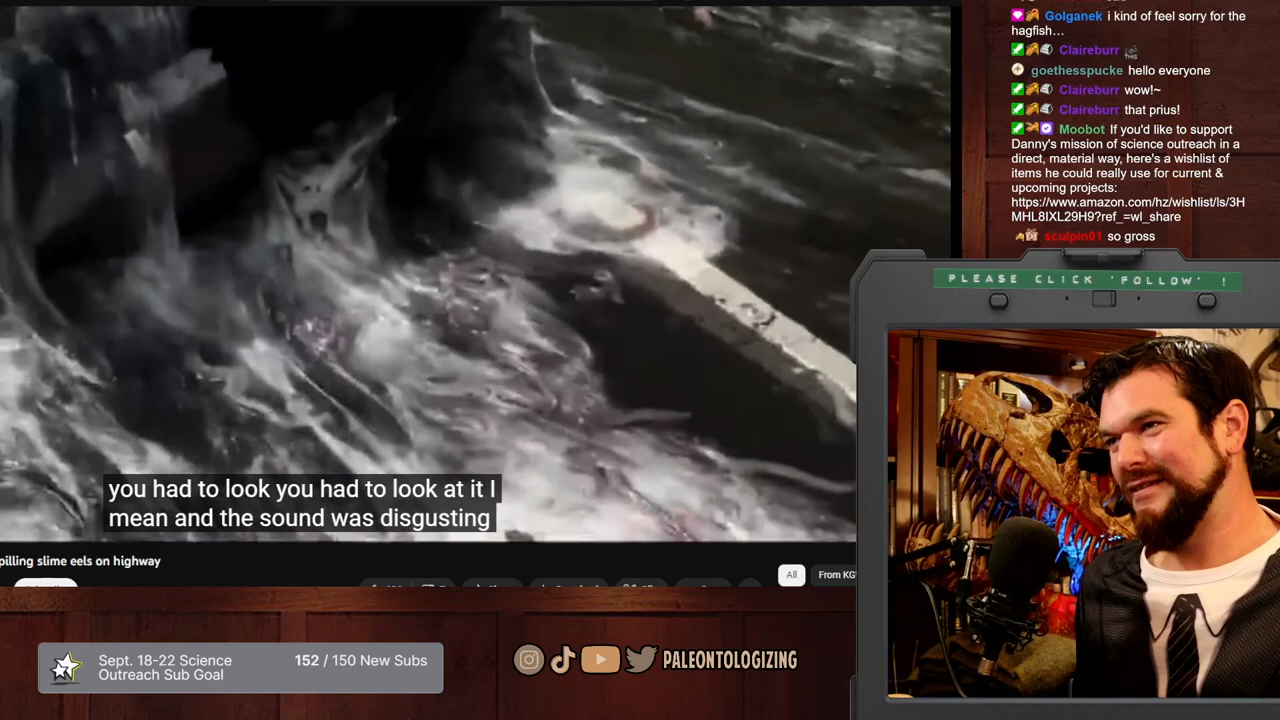 Golganek i kind of feel sorry for the
hagfish…
Claireburr THIS
goethesspucke hello everyone
Claireburr wow!~
Claireburr that prius!
Moobot If you'd like to support
Danny's mission of science outreach in a
direct, material way, here's a wishlist of
items he could really use for current &
upcoming projects:
https://www.amazon.com/hz/wishlist/ls/3H
MHL8IXL29H9?ref_=wl_share
sculpin01 so gross
PLEASE CLICK "FOLLOW" !
you had to look you had to look at it I
mean and the sound was disgusting
pilling slime eels on highway
All
From KG
Sept. 18-22 Science
Outreach Sub Goal
152 / 150 New Subs
PALEONTOLOGIZING